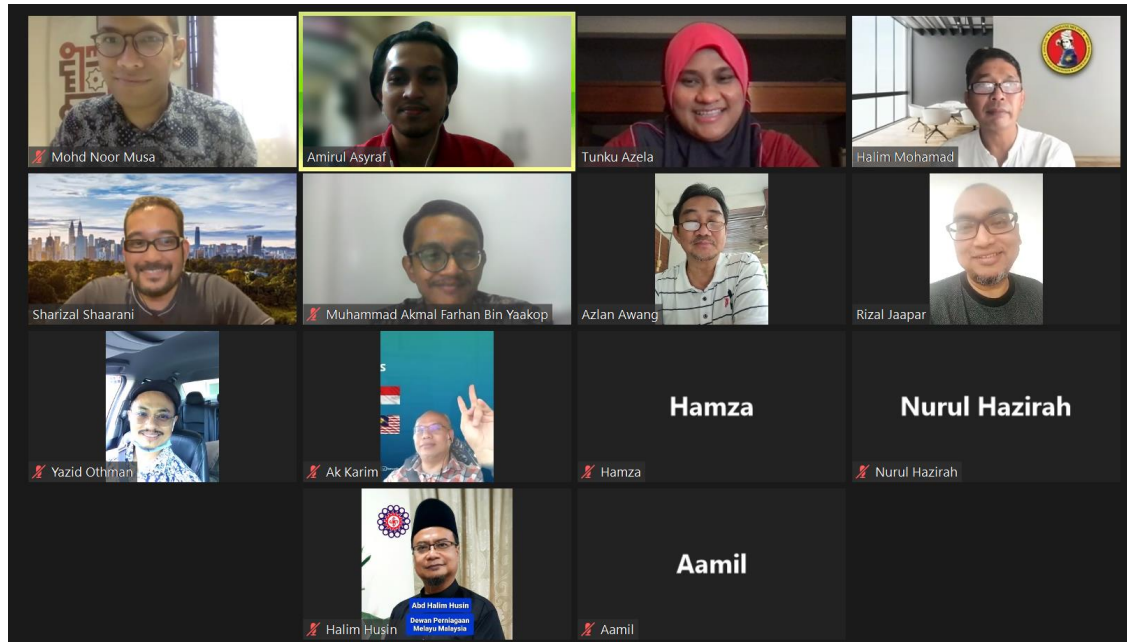 Mohd Noor Musa
Amirul Asyraf
Tunku Azela
Halim Mohamad
Sharizal Shaarani
Muhammad Akmal Farhan Bin Yaakop
Azlan Awang
Rizal Jaapar
Yazid Othman
S
Ak Karim
Hamza
Hamza
Nurul Hazirah
Nurul Hazirah
Abd Halim Husin
Dewan Perniagaan
Melayu Malaysia
Halim Husin
Aamil
Aamil